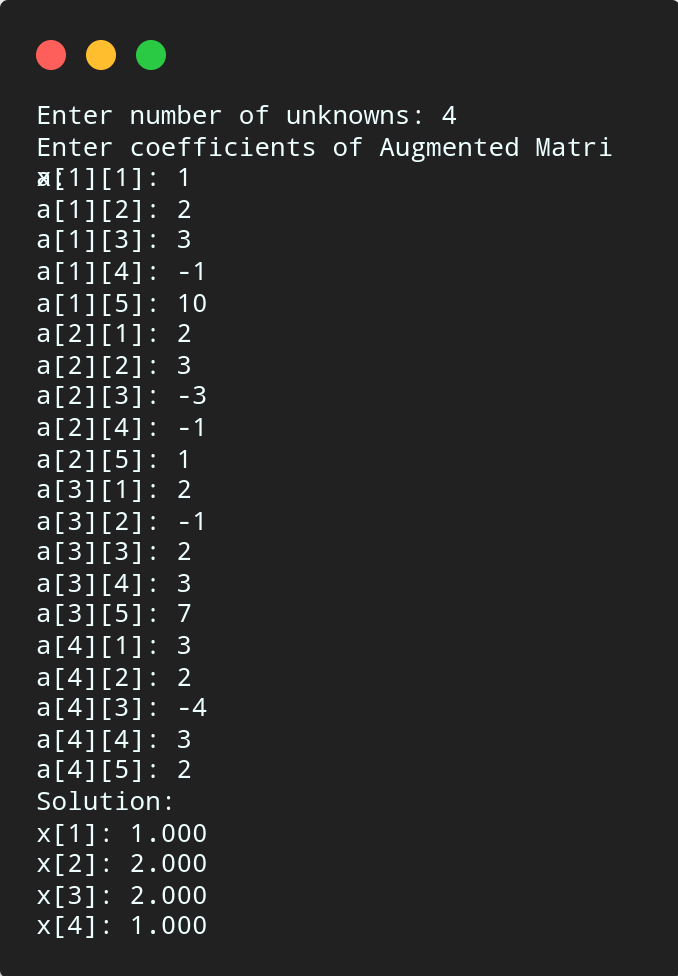 Enter number of unknowns: 4
Enter coefficients of Augmented Matri
x:
a[1][1]: 1
a[1][2]: 2
a[1][3]: 3
a[1][4]: -1
a[1][5]: 10
a[2][1]: 2
a[2][2]: 3
a[2][3]: -3
a[2][4]: -1
a[2][5]: 1
a[3][1]: 2
a[3][2]: -1
a[3][3]: 2
a[3][4]: 3
a[3][5]: 7
a[4][1]: 3
a[4][2]: 2
a[4][3]: -4
a[4][4]: 3
a[4][5]: 2
Solution:
x[1]: 1.000
x[2]: 2.000
x[3]: 2.000
x[4]: 1.000